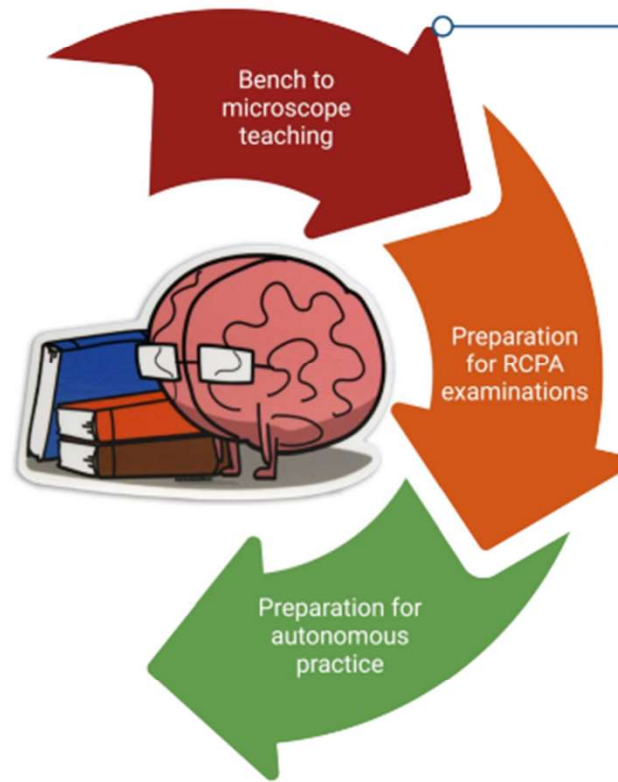 Bench to
microscope
teaching
Preparation
for RCPA
examinations
Preparation for
autonomous
practice